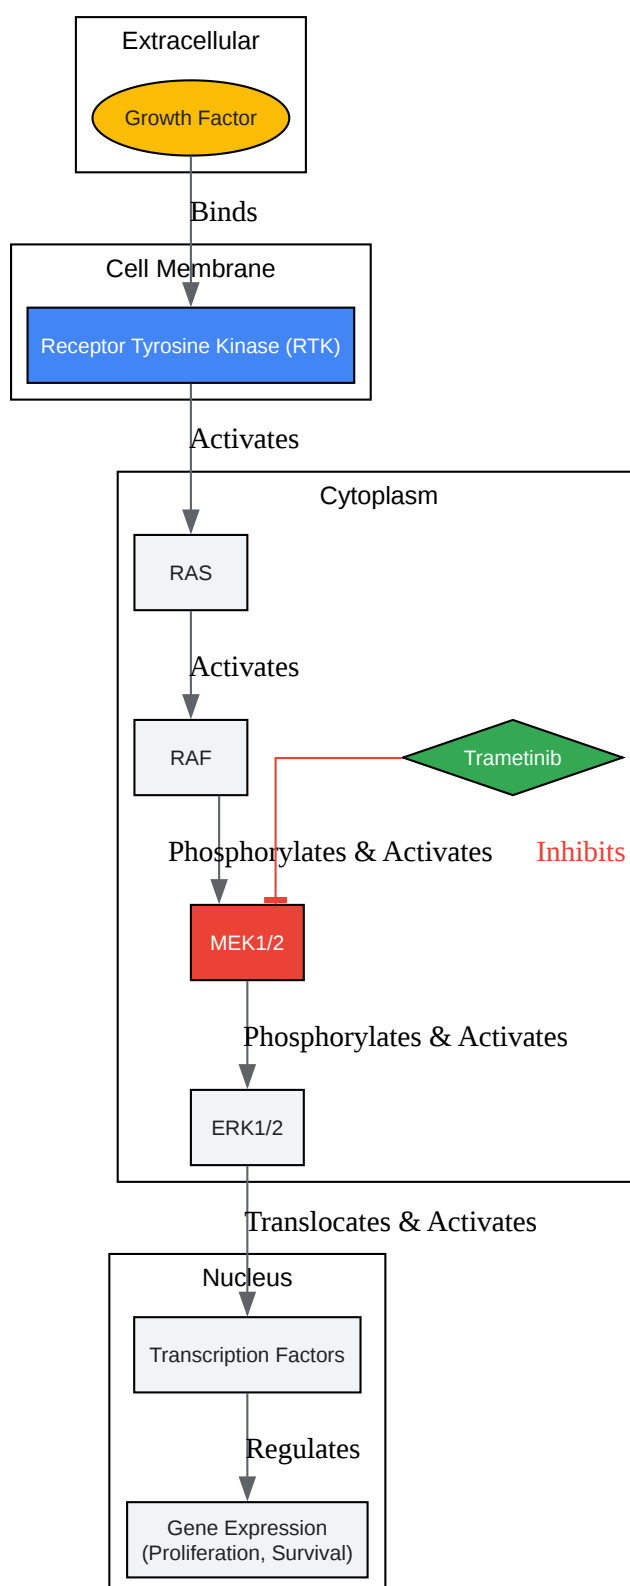 Extracellular
Growth Factor
Binds
Cell Membrane
Receptor Tyrosine Kinase (RTK)
Activates
Cytoplasm
RAS
Activates
RAF
Trametinib
Phosphorylates & Activates
Inhibits
MEK1/2
Phosphorylates & Activates
ERK1/2
Translocates & Activates
Nucleus
Transcription Factors
Regulates
Gene Expression
(Proliferation, Survival)